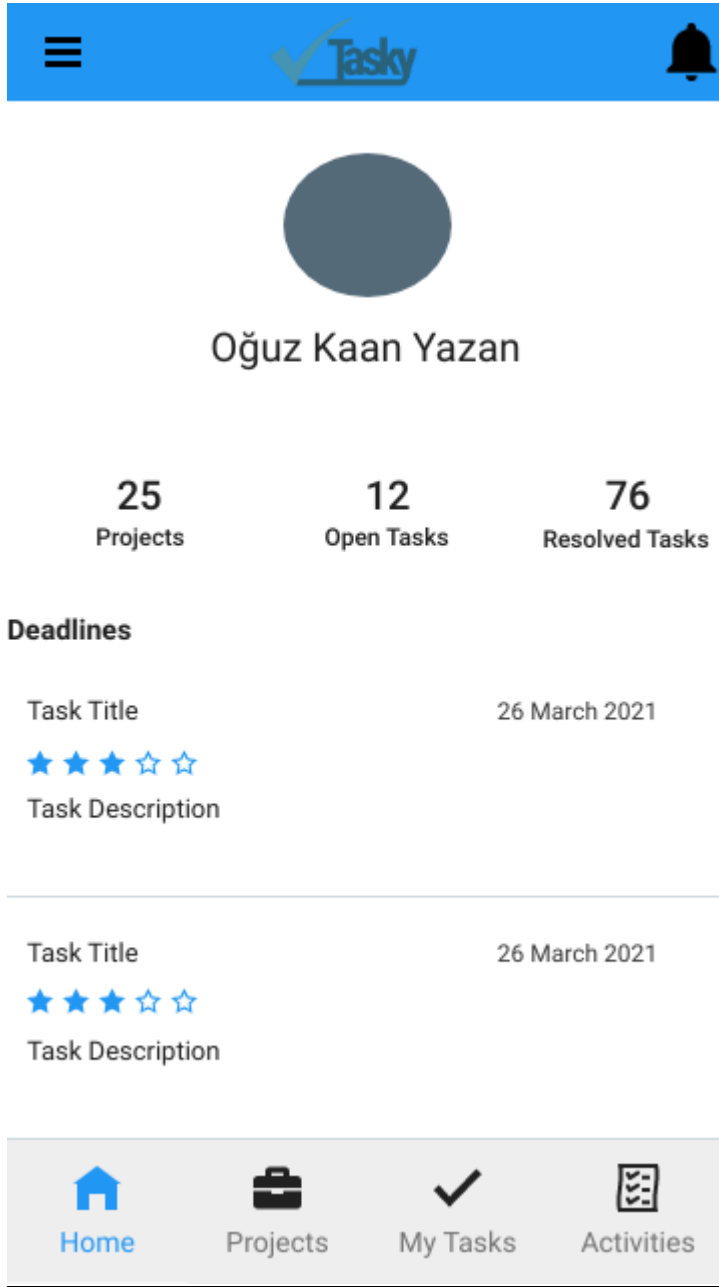 Tasky
Oğuz Kaan Yazan
25 12 76
Projects Open Tasks Resolved Tasks
Deadlines
Task Title 26 March 2021
Task Description
Task Title 26 March 2021
Task Description
Home Projects My Tasks Activities